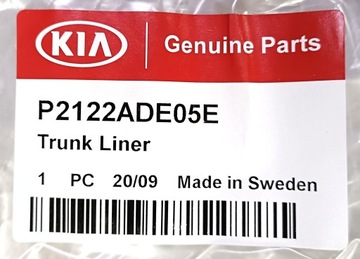 KIA Genuine Parts
P2122ADE05E
Trunk Liner
1 PC 20/09 Made in Sweden